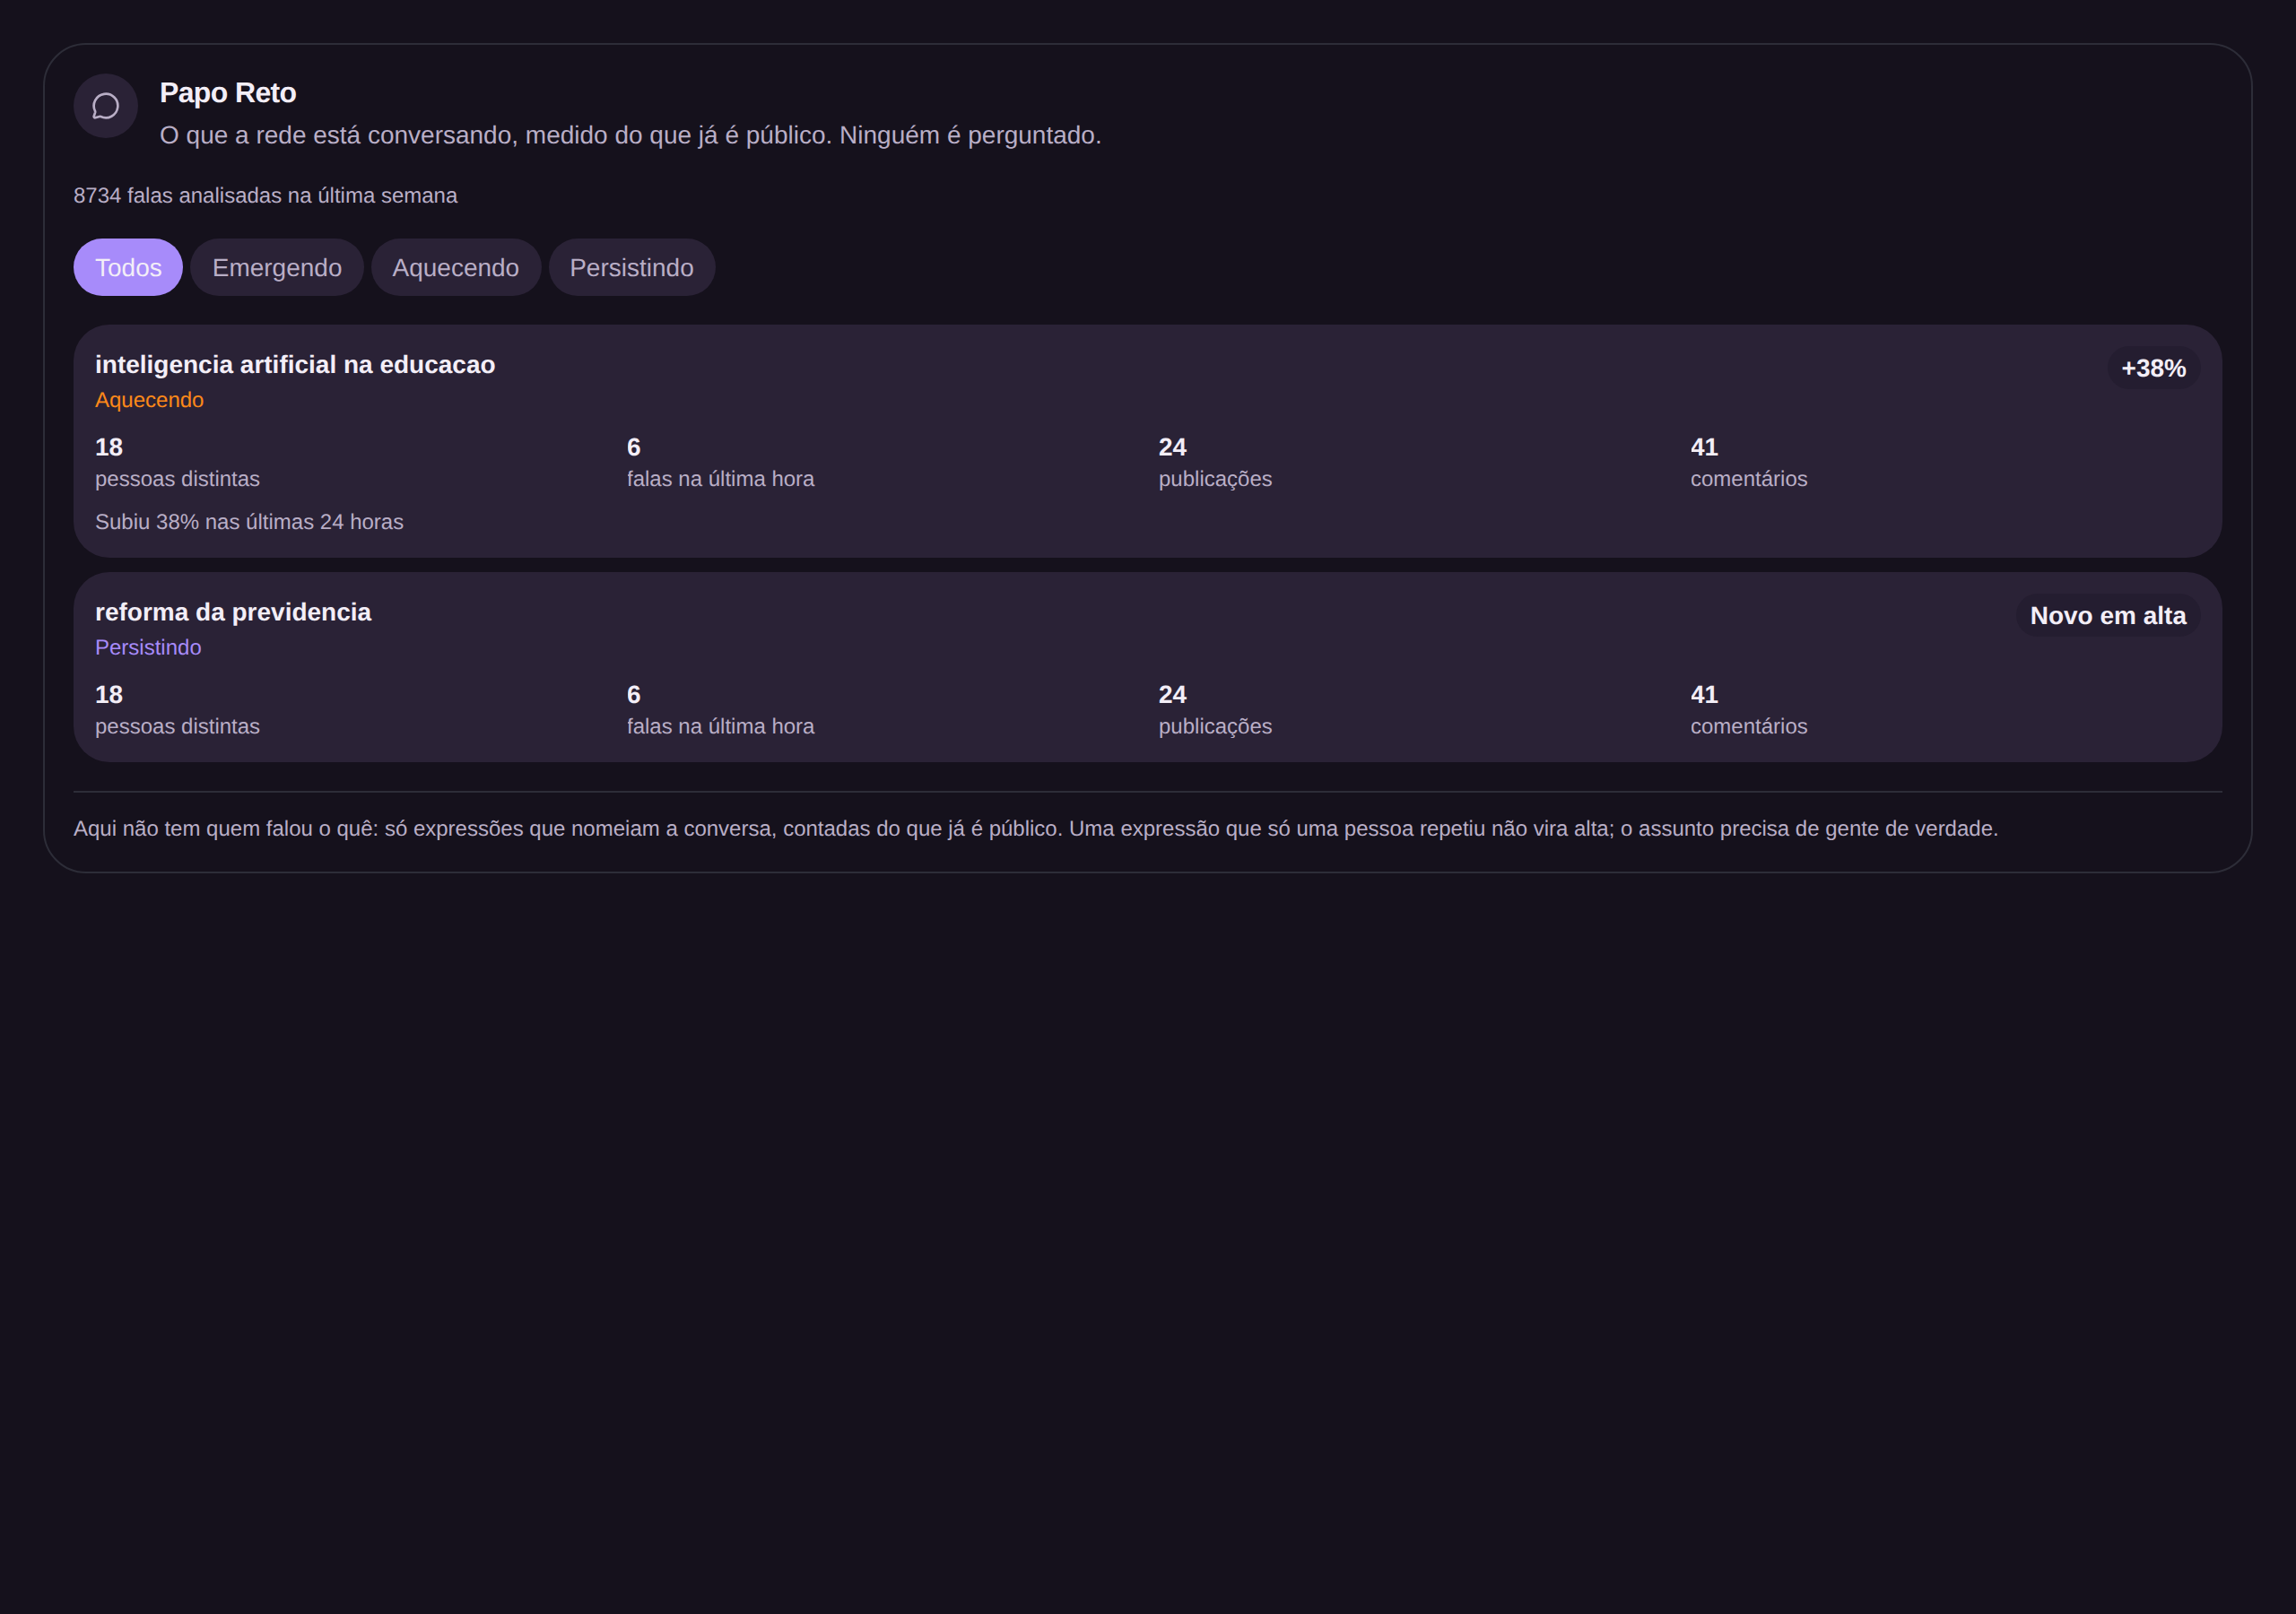 Papo Reto
O que a rede está conversando, medido do que já é público. Ninguém é perguntado.
8734 falas analisadas na última semana
Todos Emergendo Aquecendo Persistindo
inteligencia artificial na educacao +38%
Aquecendo
18 6 24 41
pessoas distintas falas na última hora publicações comentários
Subiu 38% nas últimas 24 horas
reforma da previdencia Novo em alta
Persistindo
18 6 24 41
pessoas distintas falas na última hora publicações comentários
Aqui não tem quem falou o quê: só expressões que nomeiam a conversa, contadas do que já é público. Uma expressão que só uma pessoa repetiu não vira alta; o assunto precisa de gente de verdade.